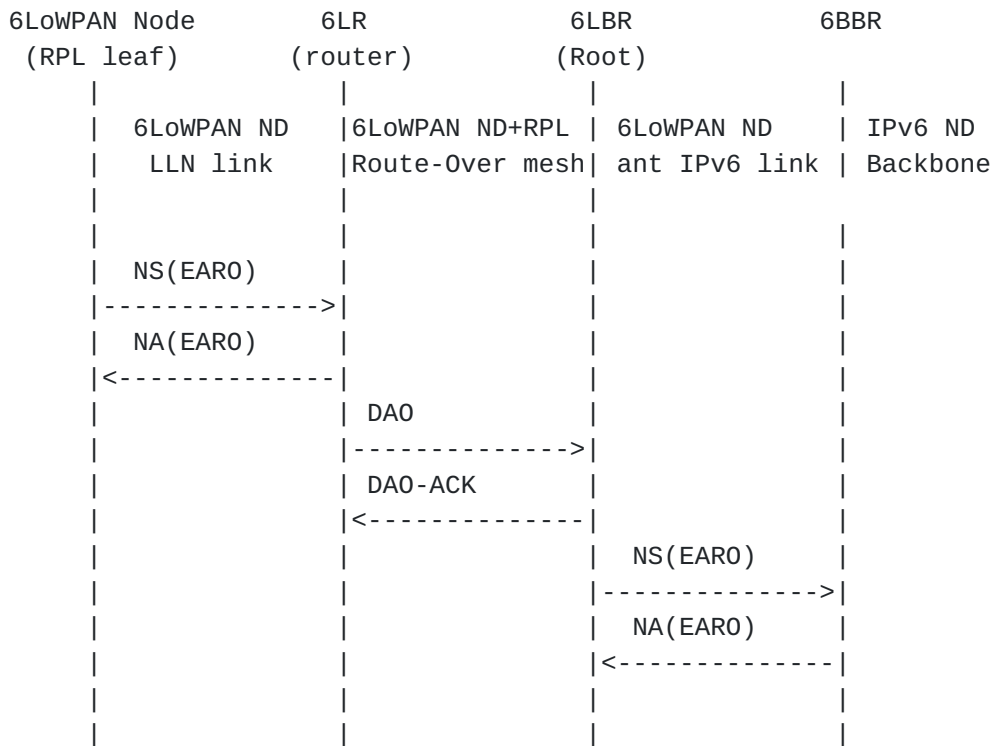 6LoWPAN Node 6LR 6LBR 6BBR
(RPL leaf) (router) (Root)
6LoWPAN ND 6LoWPAN ND+RPL 6LoWPAN ND IPv6 ND
LLN link Route-Over mesh ant IPv6 link Backbone
NS(EARO)
NA(EARO)
DAO
DAO-ACK
NS(EARO)
NA(EARO)